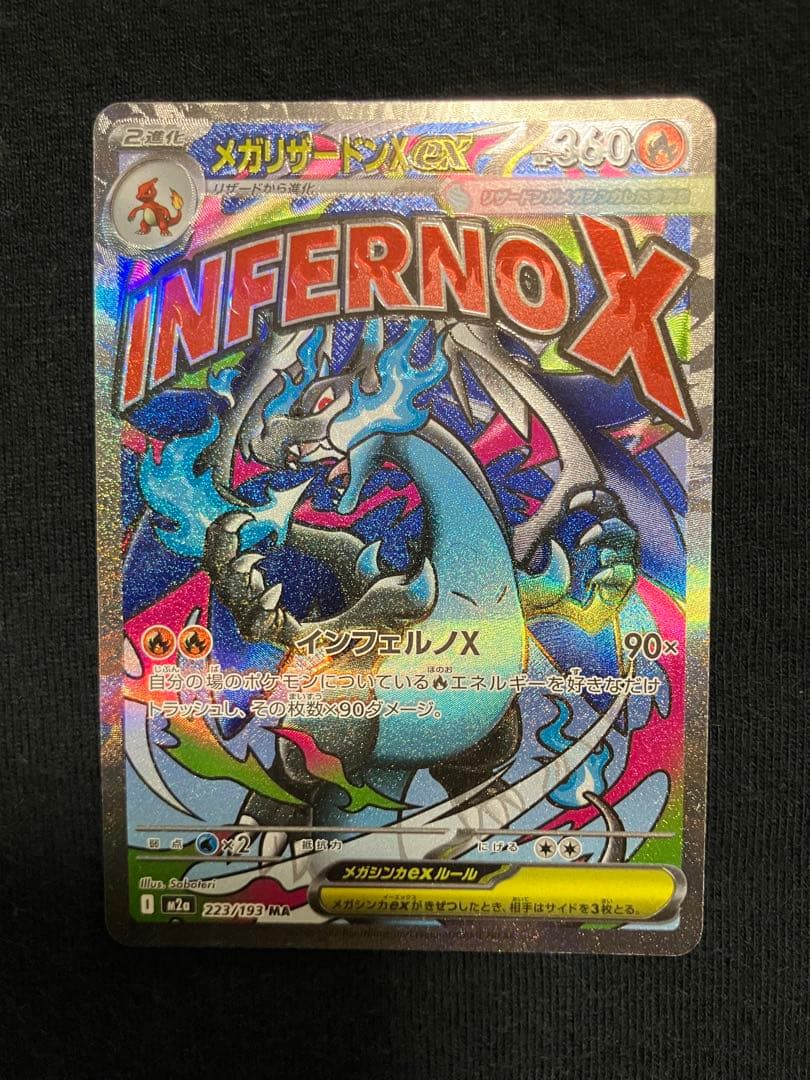 2進化
メガリザードンXex
HP360
リザードから進化
INFERNOX
インフェルノX 90×
自分の場のポケモンについているエネルギーを好きなだけ
トラッシュし、その枚数×90ダメージ。
弱点 ×2 抵抗力 にげる
Illus. Saboteri
メガシンカexルール
メガシンカexがきぜつしたとき、相手はサイドを3枚とる。
I M2a 223/193 MA